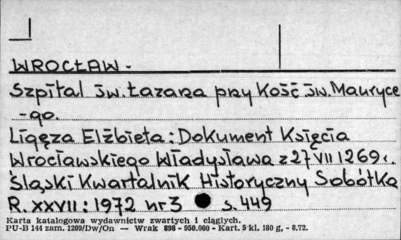 WROCŁAW -
Szpital św. Łazara przy Kość św. Mauryce
-go.
Ligęza Elżbieta: Dokument Księcia
Wrocławskiego Władysława z 27 VII 1269 r.
Śląski Kwartalnik Historyczny Sobótka
R. XXVII: 1972 nr 3 s. 449
Karta katalogowa wydawnictw zwartych i ciągłych.
PU-B 144 zam. 1209/Dw/On — Wrak 898 - 950.000 - Kart. 5 kl. 180 g, - 8.72.